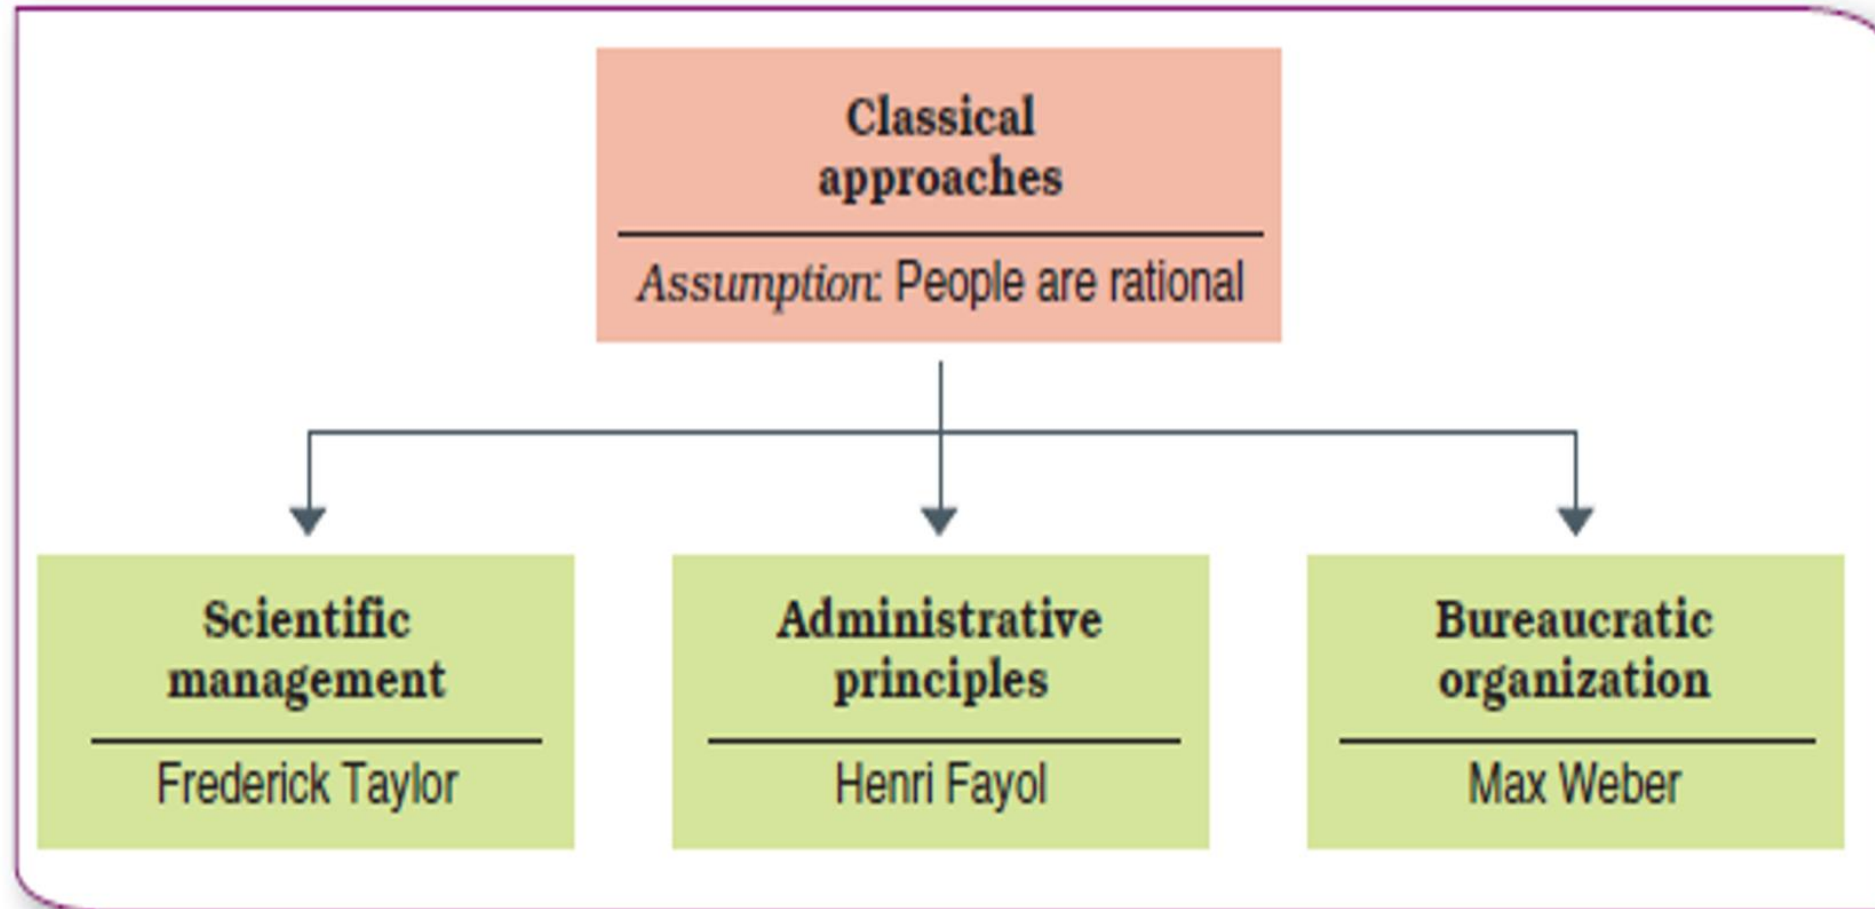 Classical
approaches
Assumption: People are rational
Scientific
management
Frederick Taylor
Administrative
principles
Henri Fayol
Bureaucratic
organization
Max Weber